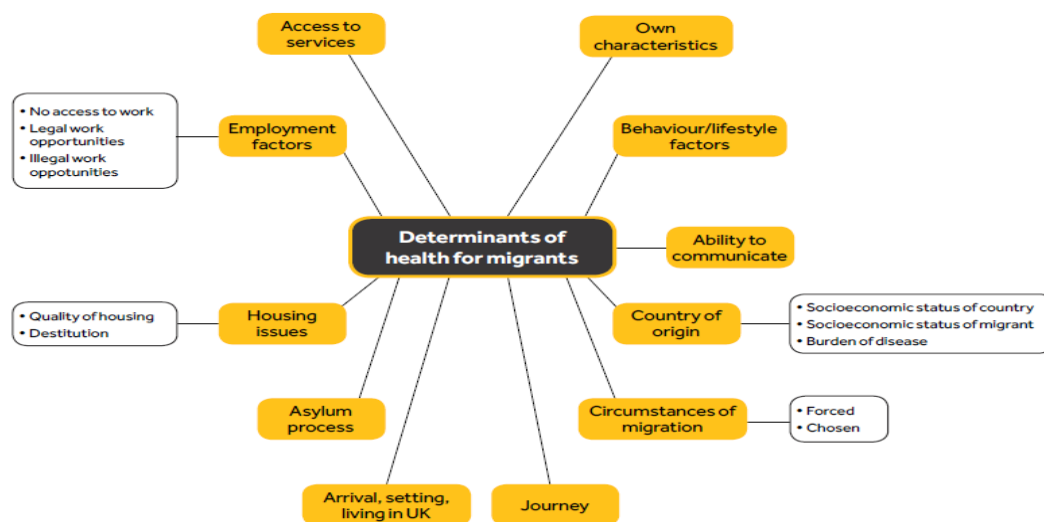 Access to
services
Own
characteristics
• No access to work
• Legal work
opportunities
• Illegal work
oppotunities
Employment
factors
Behaviour/lifestyle
factors
Determinants of
health for migrants
Ability to
communicate
• Quality of housing
• Destitution
Housing
issues
Country of
origin
• Socioeconomic status of country
• Socioeconomic status of migrant
• Burden of disease
Asylum
process
Circumstances of
migration
• Forced
• Chosen
Arrival, setting,
living in UK
Journey